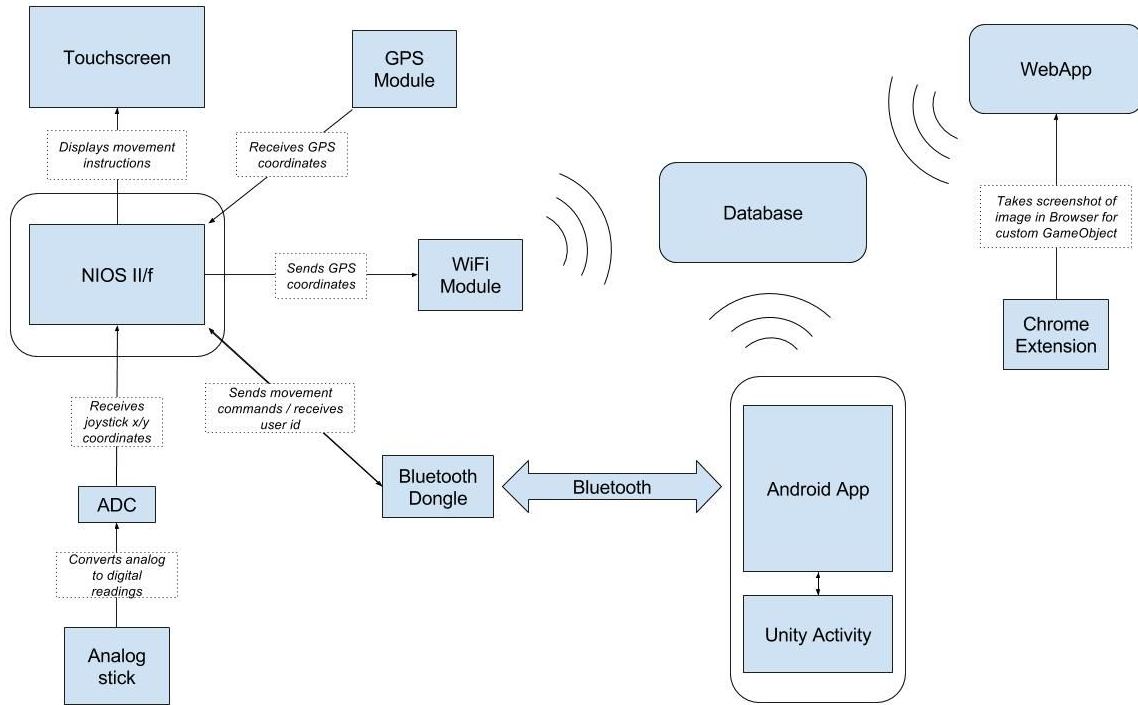 Touchscreen
GPS
Module
WebApp
Displays movement
instructions
Receives GPS
coordinates
Database
Takes screenshot of
image in Browser for
custom GameObject
NIOS II/f
Sends GPS
coordinates
WiFi
Module
Chrome
Extension
Receives
joystick x/y
coordinates
Sends movement
commands / receives
user id
Bluetooth
Dongle
Bluetooth
Android App
ADC
Converts analog
to digital
readings
Unity Activity
Analog
stick